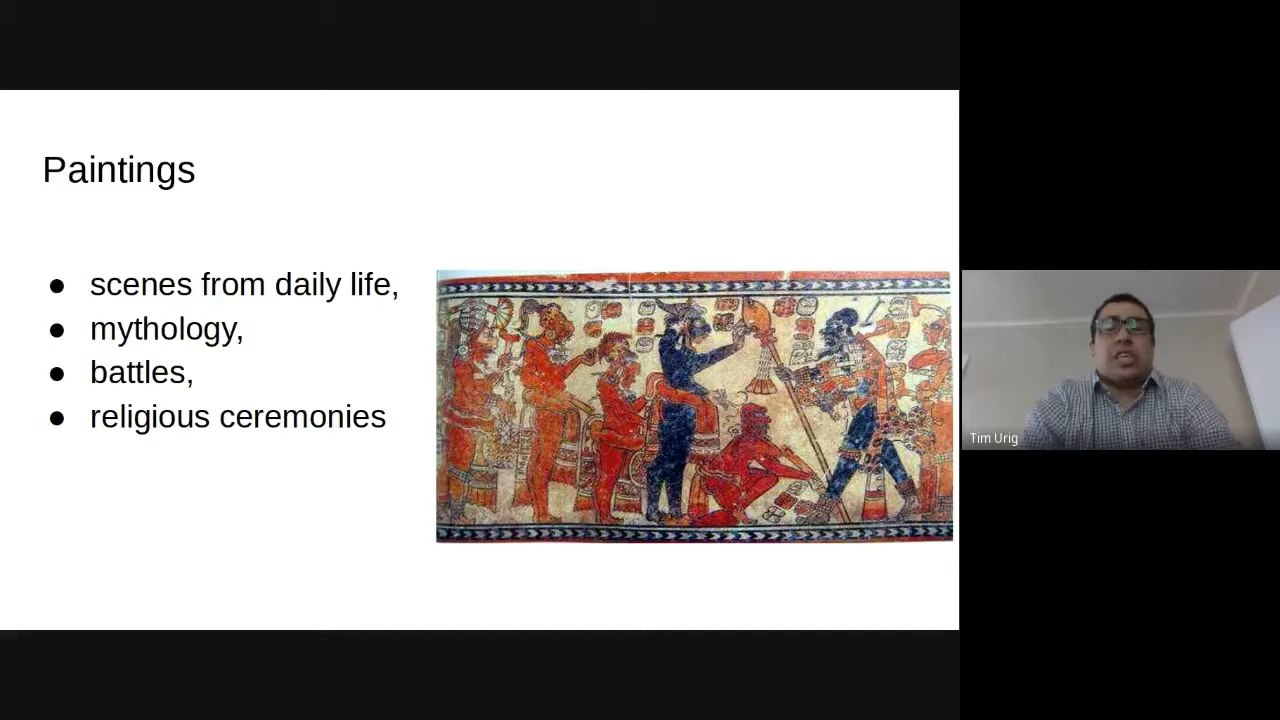 Paintings
● scenes from daily life,
● mythology,
● battles,
● religious ceremonies
Tim Urig